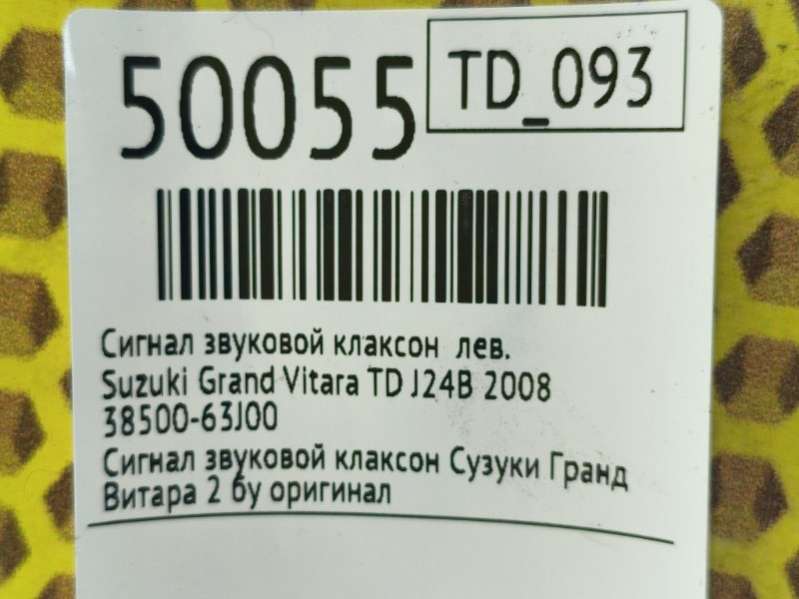 50055
TD_093
Сигнал звуковой клаксон лев.
Suzuki Grand Vitara TD J24B 2008
38500-63J00
Сигнал звуковой клаксон Сузуки Гранд
Витара 2 бу оригинал